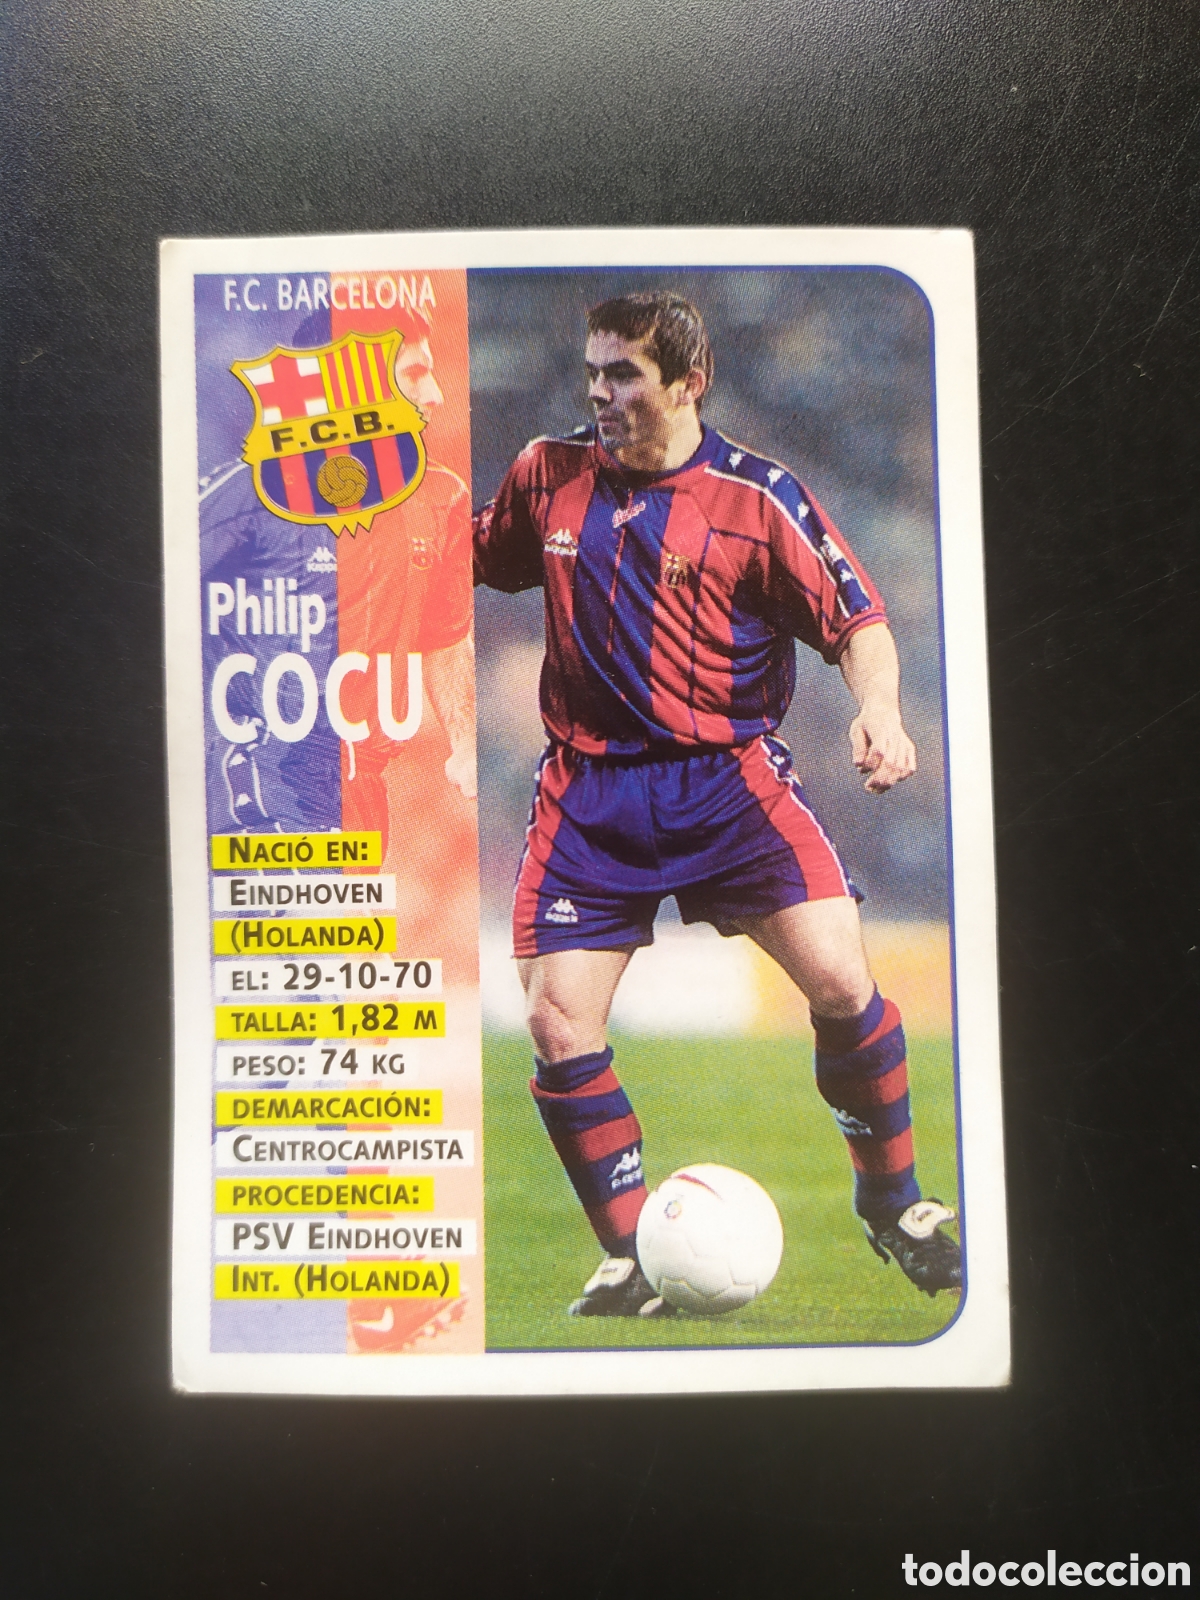 F.C. BARCELONA
F.C.B.
Kappa
Philip
COCU
NACIÓ EN:
EINDHOVEN
(HOLANDA)
EL: 29-10-70
TALLA: 1,82 M
PESO: 74 KG
DEMARCACIÓN:
CENTROCAMPISTA
PROCEDENCIA:
PSV EINDHOVEN
INT. (HOLANDA)
todocoleccion